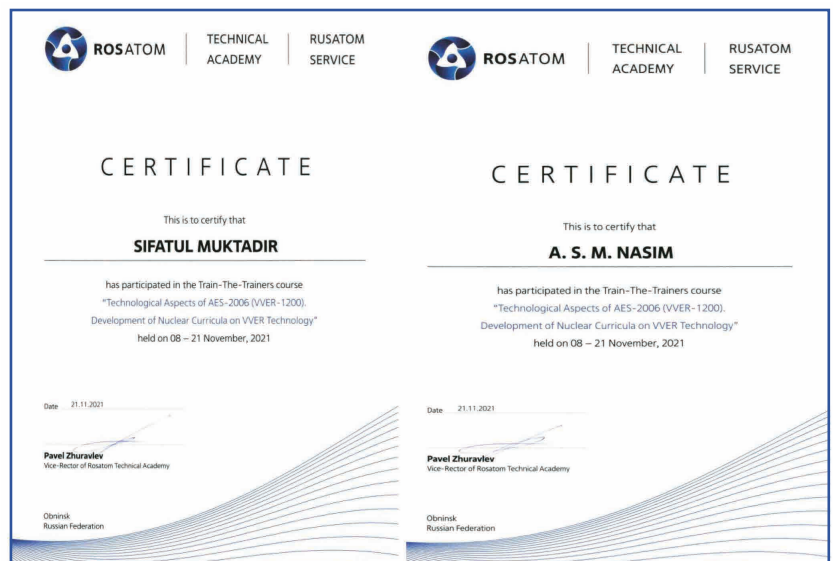 ROSATOM
TECHNICAL
ACADEMY
RUSATOM
SERVICE
CERTIFICATE
This is to certify that
SIFATUL MUKTADIR
has participated in the Train-The-Trainers course
"Technological Aspects of AES-2006 (VVER-1200).
Development of Nuclear Curricula on VVER Technology"
held on 08 – 21 November, 2021
Date 21.11.2021
Pavel Zhuravlev
Vice-Rector of Rosatom Technical Academy
Obninsk
Russian Federation
ROSATOM
TECHNICAL
ACADEMY
RUSATOM
SERVICE
CERTIFICATE
This is to certify that
A. S. M. NASIM
has participated in the Train-The-Trainers course
"Technological Aspects of AES-2006 (VVER-1200).
Development of Nuclear Curricula on VVER Technology"
held on 08 – 21 November, 2021
Date 21.11.2021
Pavel Zhuravlev
Vice-Rector of Rosatom Technical Academy
Obninsk
Russian Federation